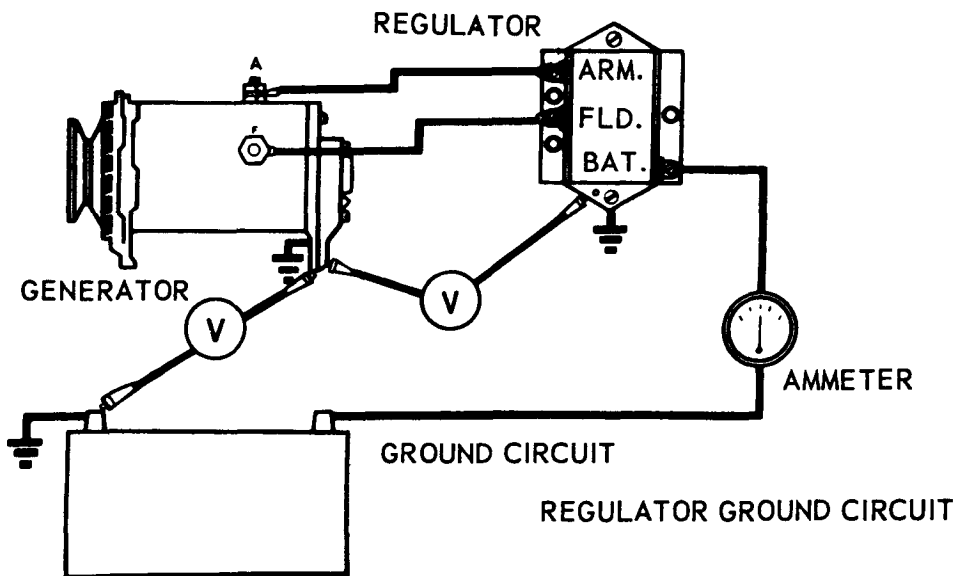 REGULATOR
A
ARM.
F
FLD.
BAT.
GENERATOR
V
V
AMMETER
GROUND CIRCUIT
REGULATOR GROUND CIRCUIT